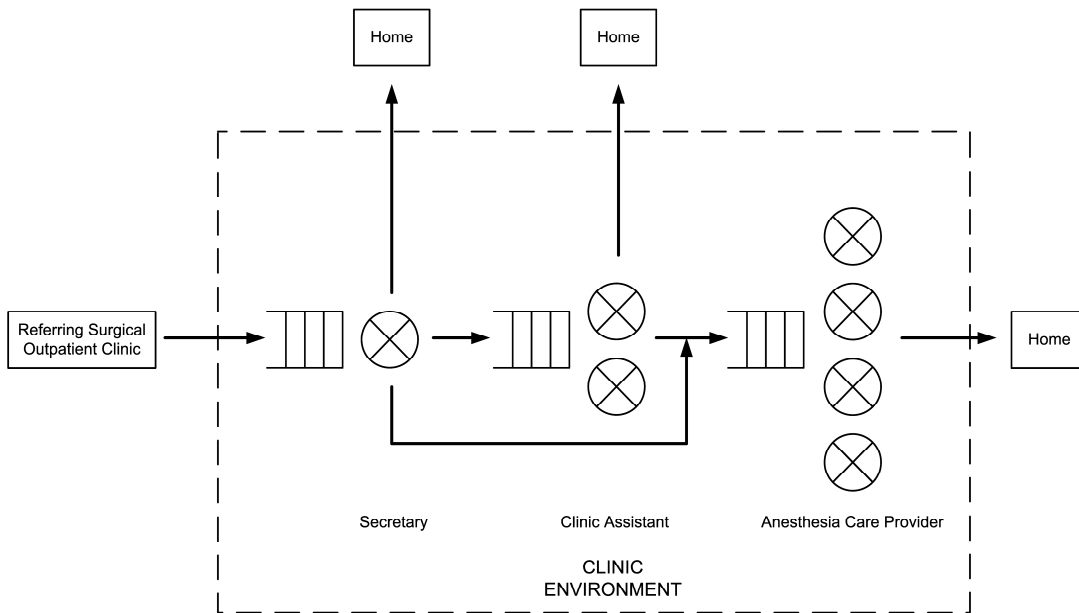 Home
Home
Referring Surgical
Outpatient Clinic
Home
Secretary
Clinic Assistant
Anesthesia Care Provider
CLINIC
ENVIRONMENT